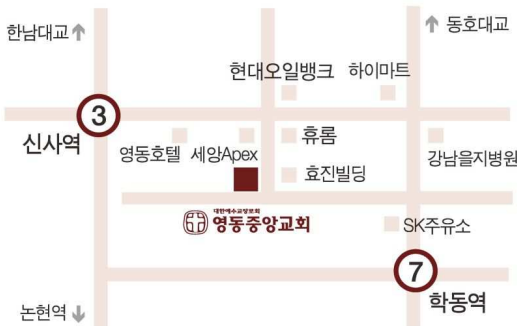 한남대교
동호대교
현대오일뱅크 하이마트
3
신사역
영동호텔 세양Apex
휴롬
강남을지병원
효진빌딩
대한예수교장로회
영동중앙교회
SK주유소
7
학동역
논현역